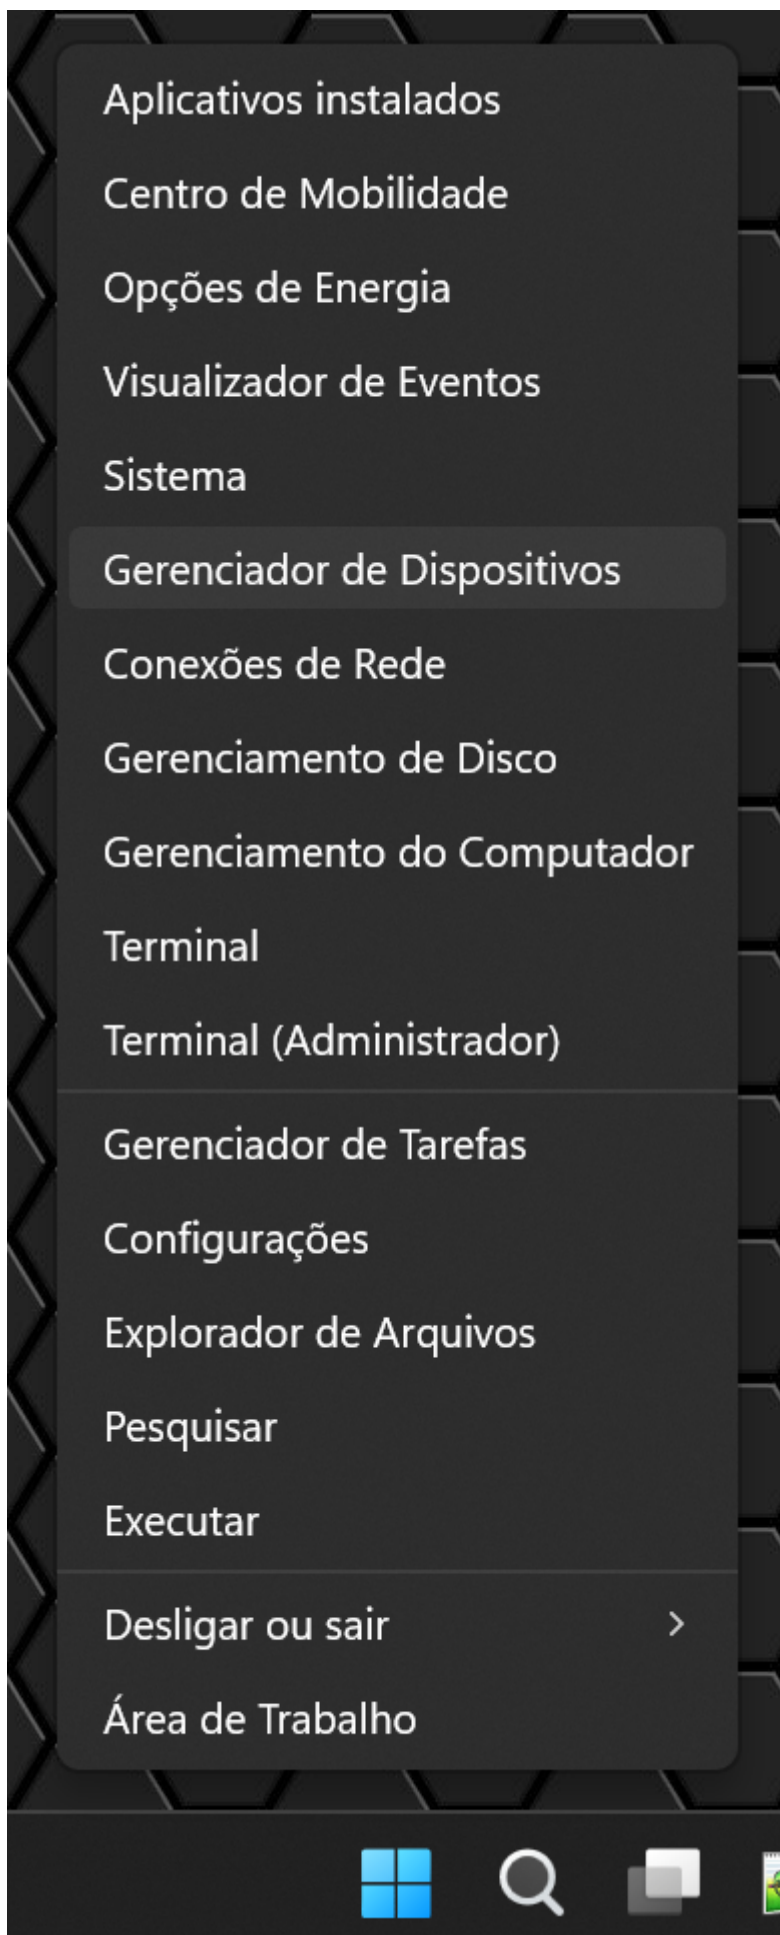 Aplicativos instalados
Centro de Mobilidade
Opções de Energia
Visualizador de Eventos
Sistema
Gerenciador de Dispositivos
Conexões de Rede
Gerenciamento de Disco
Gerenciamento do Computador
Terminal
Terminal (Administrador)
Gerenciador de Tarefas
Configurações
Explorador de Arquivos
Pesquisar
Executar
Desligar ou sair
Área de Trabalho